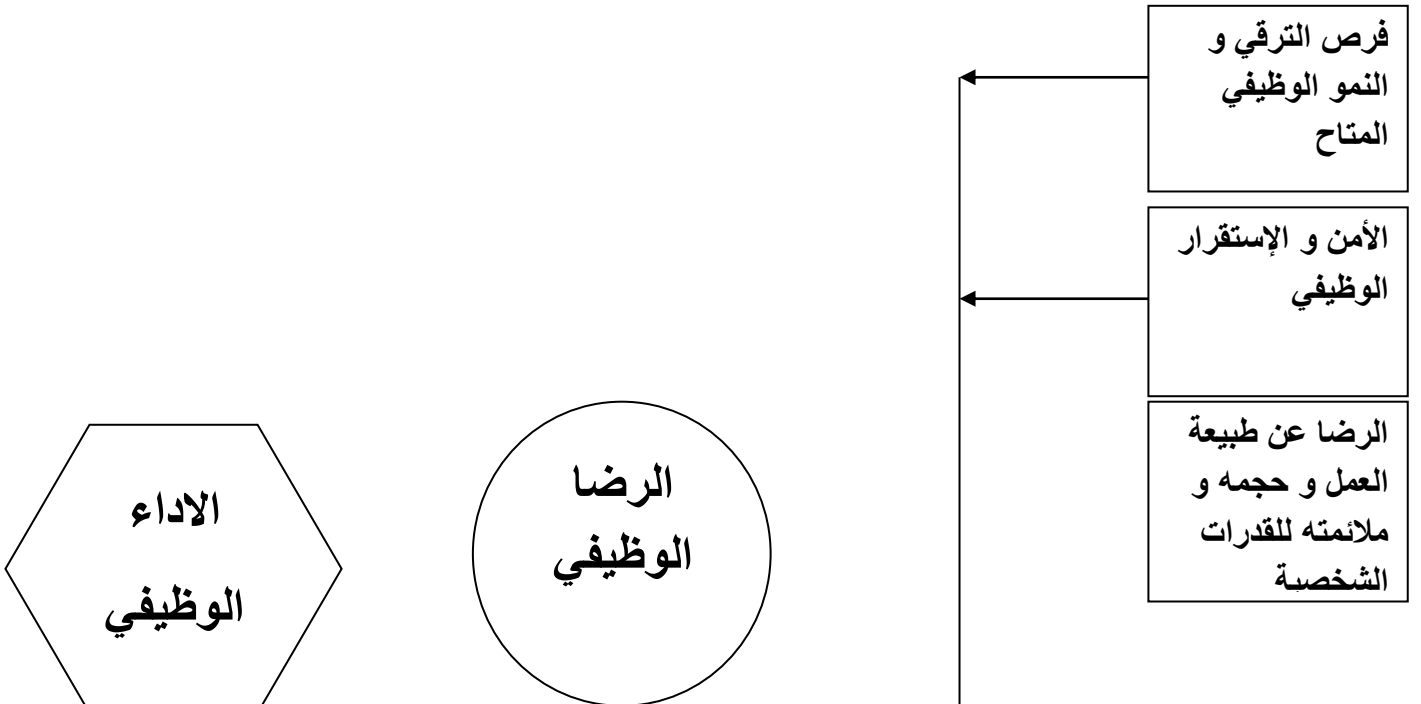 فرص الترقي و
النمو الوظيفي
المتاح
الأمن و الإستقرار
الوظيفي
الرضا عن طبيعة
العمل و حجمه و
ملائمته للقدرات
الشخصية
الرضا
الوظيفي
الاداء
الوظيفي